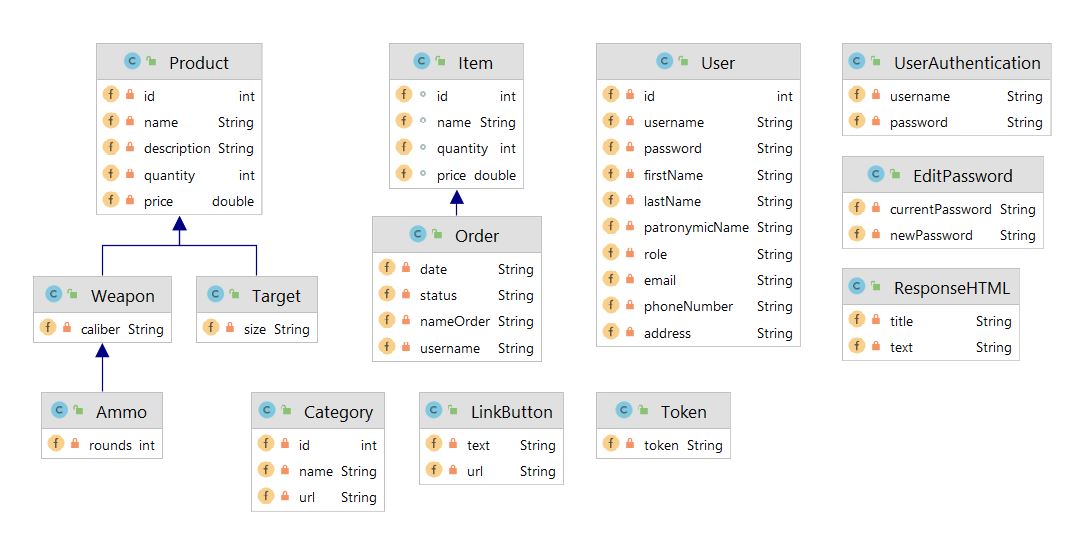 Product
id int
name String
description String
quantity int
price double
Item
id int
name String
quantity int
price double
User
id int
username String
password String
firstName String
lastName String
patronymicName String
role String
email String
phoneNumber String
address String
UserAuthentication
username String
password String
EditPassword
currentPassword String
newPassword String
Order
date String
status String
nameOrder String
username String
ResponseHTML
title String
text String
Weapon
caliber String
Target
size String
Ammo
rounds int
Category
id int
name String
url String
LinkButton
text String
url String
Token
token String